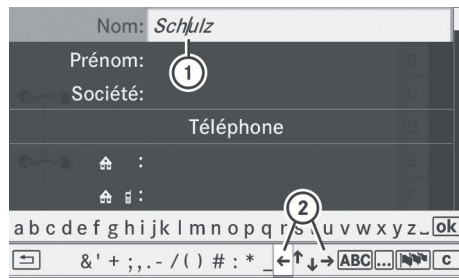 Nom: Schulz
Prénom:
①
Société:
Téléphone
:
:
②
a b c d e f g h i j k l m n o p q r s t u v w x y z _ ok
& ' + ; , . - / ( ) # : * _ ← ↑ ↓ → ABC ... c